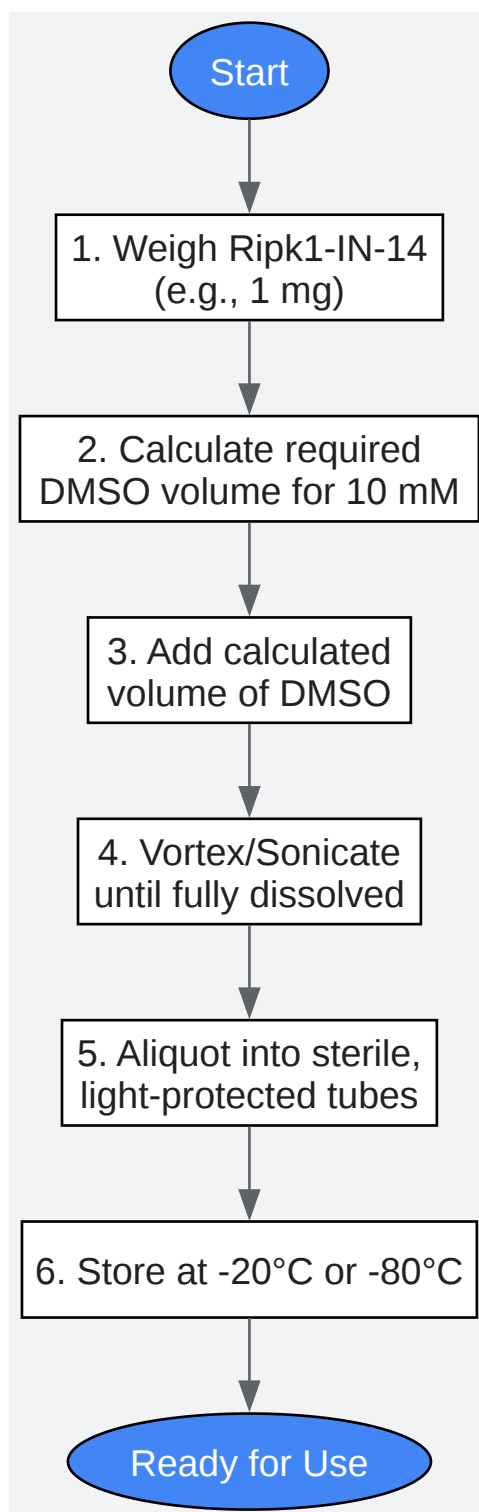 Start
1. Weigh Ripk1-IN-14
(e.g., 1 mg)
2. Calculate required
DMSO volume for 10 mM
3. Add calculated
volume of DMSO
4. Vortex/Sonicate
until fully dissolved
5. Aliquot into sterile,
light-protected tubes
6. Store at -20°C or -80°C
Ready for Use